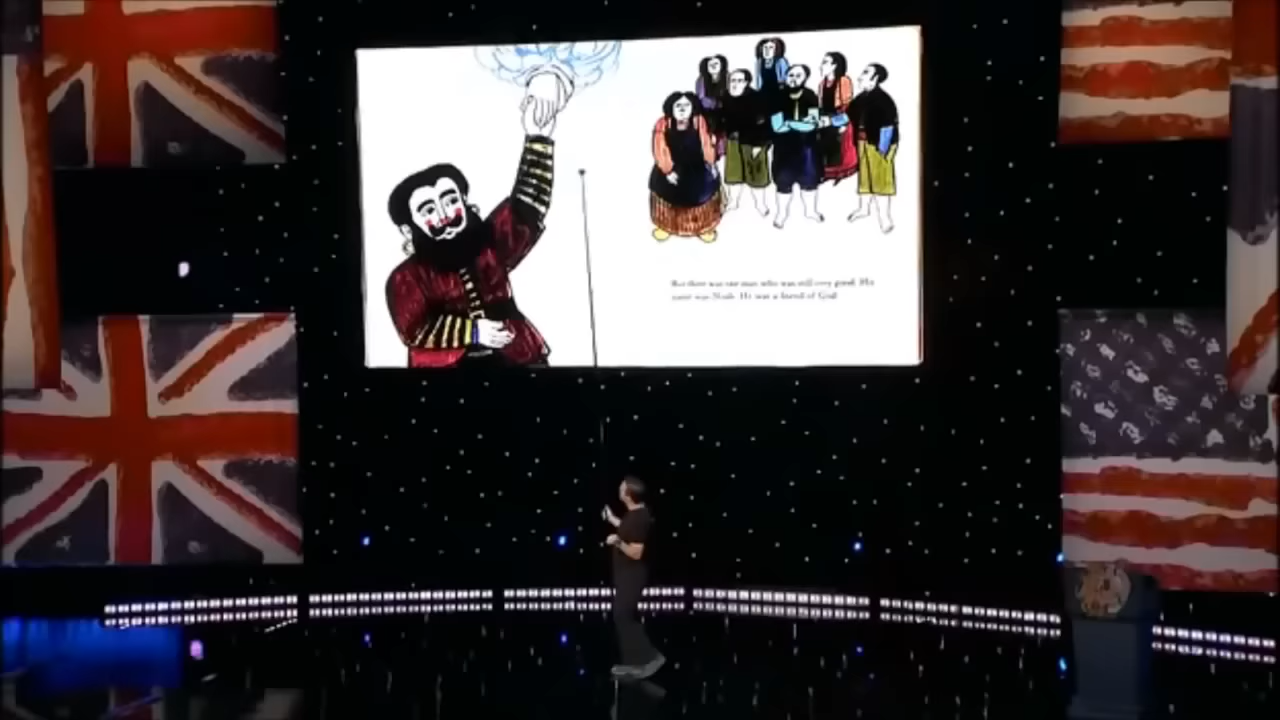 But there was one man who was still very good. His
name was Noah. He was a friend of God.